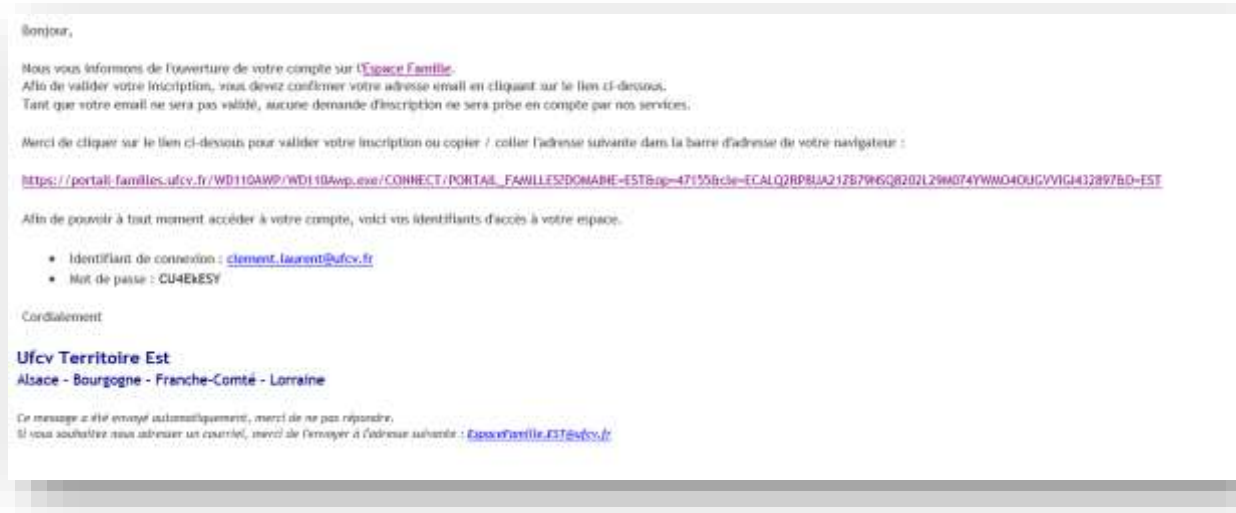 Bonjour,
Nous vous informons de l'ouverture de votre compte sur l'Espace Famille.
Afin de valider votre inscription, vous devez confirmer votre adresse email en cliquant sur le lien ci-dessous.
Tant que votre email ne sera pas validé, aucune demande d'inscription ne sera prise en compte par nos services.
Merci de cliquer sur le lien ci-dessous pour valider votre inscription ou copier / coller l'adresse suivante dans la barre d'adresse de votre navigateur :
https://portail-familles.ufcv.fr/WD110AWP/WD110Awp.exe/CONNECT/PORTAIL_FAMILLES?DOMAINE=EST&op=47155&cle=
Afin de pouvoir à tout moment accéder à votre compte, voici vos identifiants d'accès à votre espace.
• Identifiant de connexion : clement.laurent@ufcv.fr
• Mot de passe : CU4EkESY
Cordialement
Ufcv Territoire Est
Alsace - Bourgogne - Franche-Comté - Lorraine
Ce message a été envoyé automatiquement, merci de ne pas répondre.
Si vous souhaitez nous adresser un courriel, merci de l'envoyer à l'adresse suivante : EspaceFamille.EST@ufcv.fr